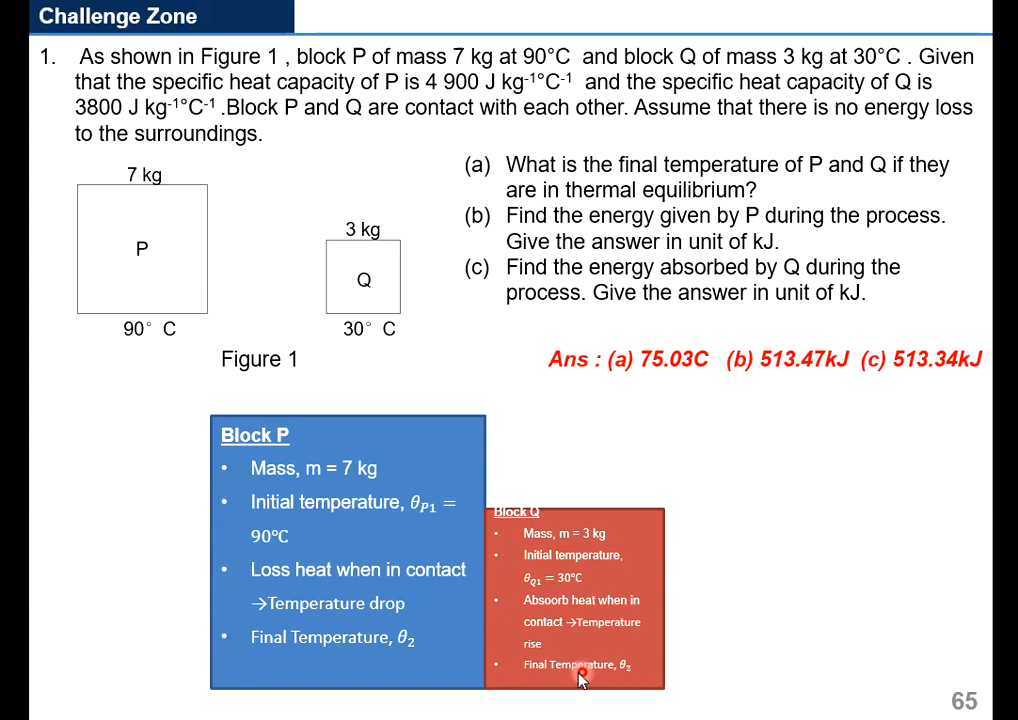 Challenge Zone
1. As shown in Figure 1 , block P of mass 7 kg at 90°C and block Q of mass 3 kg at 30°C . Given
that the specific heat capacity of P is 4 900 J kg⁻¹°C⁻¹ and the specific heat capacity of Q is
3800 J kg⁻¹°C⁻¹ .Block P and Q are contact with each other. Assume that there is no energy loss
to the surroundings.
7 kg
P
90° C
3 kg
Q
30° C
Figure 1
(a) What is the final temperature of P and Q if they
are in thermal equilibrium?
(b) Find the energy given by P during the process.
Give the answer in unit of kJ.
(c) Find the energy absorbed by Q during the
process. Give the answer in unit of kJ.
Ans : (a) 75.03C (b) 513.47kJ (c) 513.34kJ
Block P
• Mass, m = 7 kg
• Initial temperature, θP1 =
90°C
• Loss heat when in contact
→Temperature drop
• Final Temperature, θ2
Block Q
• Mass, m = 3 kg
• Initial temperature,
θQ1 = 30°C
• Absoorb heat when in
contact →Temperature
rise
• Final Temperature, θ2
65